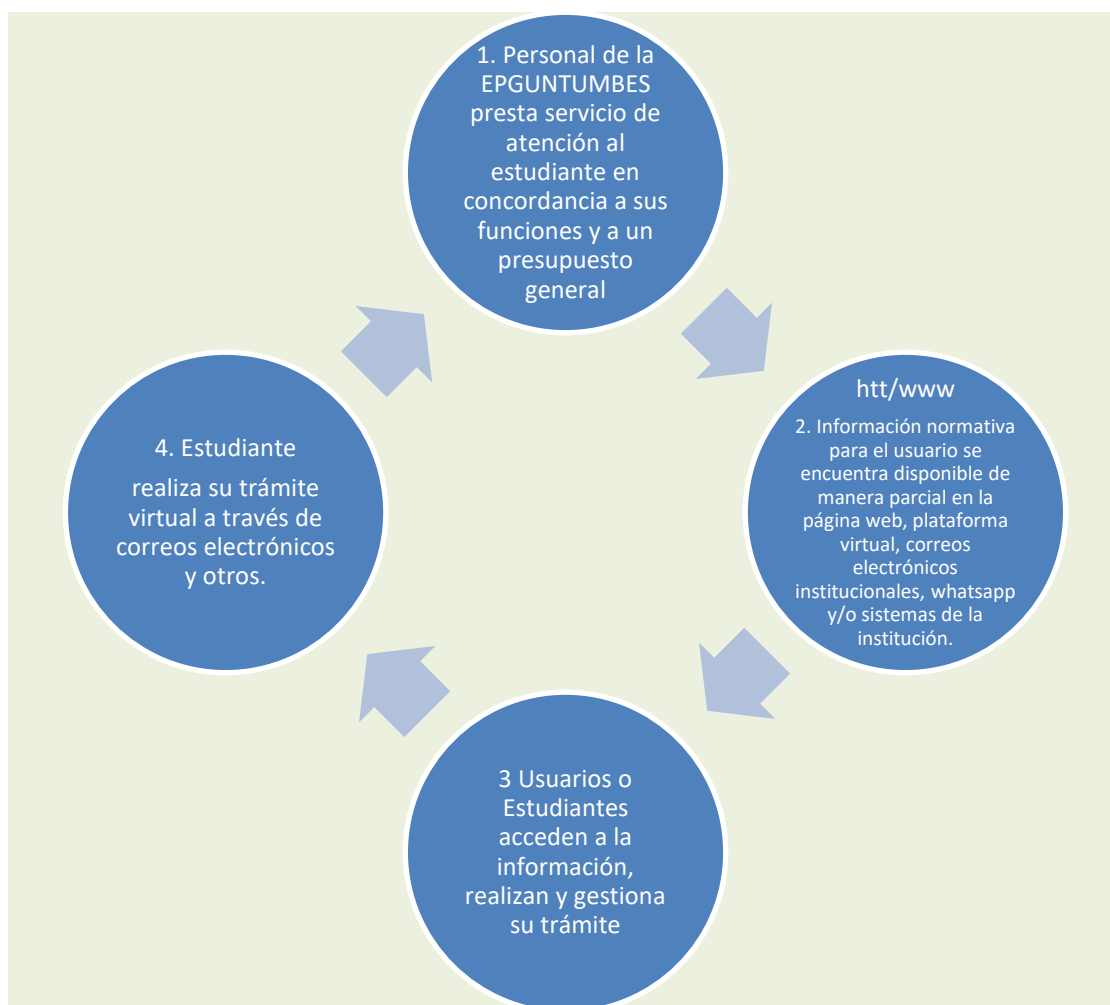 1. Personal de la
EPGUNTUMBES
presta servicio de
atención al
estudiante en
concordancia a sus
funciones y a un
presupuesto
general
htt/www
2. Información normativa
para el usuario se
encuentra disponible de
manera parcial en la
página web, plataforma
virtual, correos
electrónicos
institucionales, whatsapp
y/o sistemas de la
institución.
3 Usuarios o
Estudiantes
acceden a la
información,
realizan y gestiona
su trámite
4. Estudiante
realiza su trámite
virtual a través de
correos electrónicos
y otros.